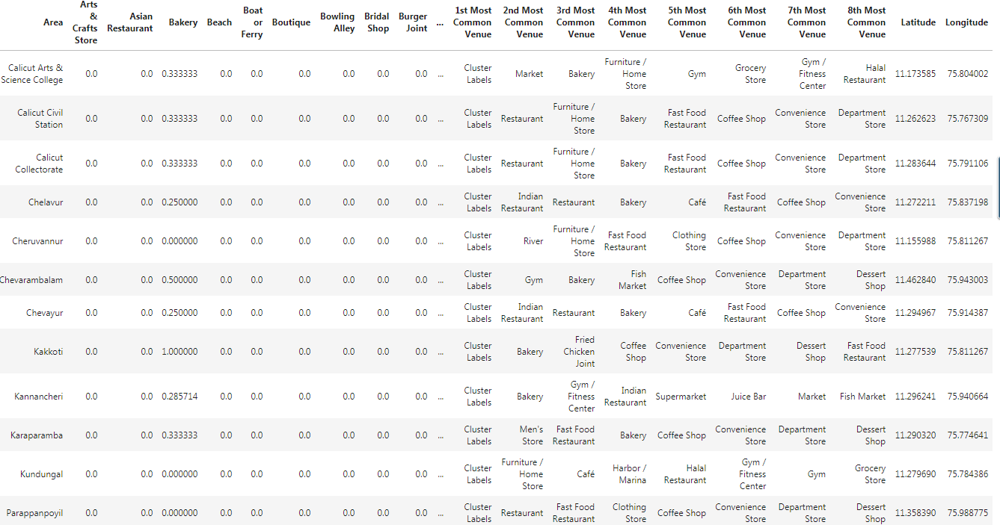 Area Arts & Crafts Store Asian Restaurant Bakery Beach Boat or Ferry Boutique Bowling Alley Bridal Shop Burger Joint ... 1st Most Common Venue 2nd Most Common Venue 3rd Most Common Venue 4th Most Common Venue 5th Most Common Venue 6th Most Common Venue 7th Most Common Venue 8th Most Common Venue Latitude Longitude
Calicut Arts & Science College 0.0 0.0 0.333333 0.0 0.0 0.0 0.0 0.0 0.0 ... Cluster Labels Market Bakery Furniture / Home Store Gym Grocery Store Gym / Fitness Center Halal Restaurant 11.173585 75.804002
Calicut Civil Station 0.0 0.0 0.333333 0.0 0.0 0.0 0.0 0.0 0.0 ... Cluster Labels Restaurant Furniture / Home Store Bakery Fast Food Restaurant Coffee Shop Convenience Store Department Store 11.262623 75.767309
Calicut Collectorate 0.0 0.0 0.333333 0.0 0.0 0.0 0.0 0.0 0.0 ... Cluster Labels Restaurant Furniture / Home Store Bakery Fast Food Restaurant Coffee Shop Convenience Store Department Store 11.283644 75.791106
Chelavur 0.0 0.0 0.250000 0.0 0.0 0.0 0.0 0.0 0.0 ... Cluster Labels Indian Restaurant Restaurant Bakery Café Fast Food Restaurant Coffee Shop Convenience Store 11.272211 75.837198
Cheruvannur 0.0 0.0 0.000000 0.0 0.0 0.0 0.0 0.0 0.0 ... Cluster Labels River Furniture / Home Store Fast Food Restaurant Clothing Store Coffee Shop Convenience Store Department Store 11.155988 75.811267
Chevarambalam 0.0 0.0 0.500000 0.0 0.0 0.0 0.0 0.0 0.0 ... Cluster Labels Gym Bakery Fish Market Coffee Shop Convenience Store Department Store Dessert Shop 11.462840 75.943003
Chevayur 0.0 0.0 0.250000 0.0 0.0 0.0 0.0 0.0 0.0 ... Cluster Labels Indian Restaurant Restaurant Bakery Café Fast Food Restaurant Coffee Shop Convenience Store 11.294967 75.914387
Kakkoti 0.0 0.0 1.000000 0.0 0.0 0.0 0.0 0.0 0.0 ... Cluster Labels Bakery Fried Chicken Joint Coffee Shop Convenience Store Department Store Dessert Shop Fast Food Restaurant 11.277539 75.811267
Kannancheri 0.0 0.0 0.285714 0.0 0.0 0.0 0.0 0.0 0.0 ... Cluster Labels Bakery Gym / Fitness Center Indian Restaurant Supermarket Juice Bar Market Fish Market 11.296241 75.940664
Karaparamba 0.0 0.0 0.333333 0.0 0.0 0.0 0.0 0.0 0.0 ... Cluster Labels Men's Store Fast Food Restaurant Bakery Coffee Shop Convenience Store Department Store Dessert Shop 11.290320 75.774641
Kundungal 0.0 0.0 0.000000 0.0 0.0 0.0 0.0 0.0 0.0 ... Cluster Labels Furniture / Home Store Café Harbor / Marina Halal Restaurant Gym / Fitness Center Gym Grocery Store 11.279690 75.784386
Parappanpoyil 0.0 0.0 0.000000 0.0 0.0 0.0 0.0 0.0 0.0 ... Cluster Labels Restaurant Fast Food Restaurant Clothing Store Coffee Shop Convenience Store Department Store Dessert Shop 11.358390 75.988775